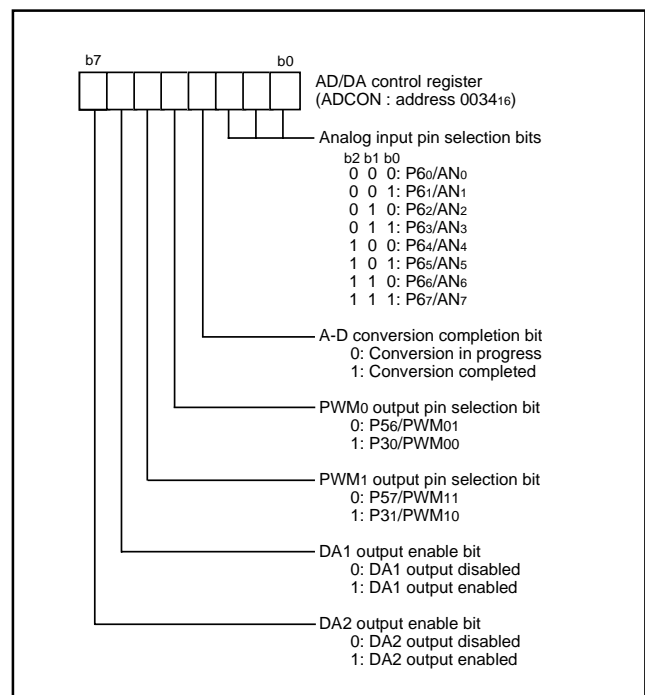 b7 b0
AD/DA control register
(ADCON : address 0034₁₆)
Analog input pin selection bits
b2 b1 b0
0 0 0: P6₀/AN₀
0 0 1: P6₁/AN₁
0 1 0: P6₂/AN₂
0 1 1: P6₃/AN₃
1 0 0: P6₄/AN₄
1 0 1: P6₅/AN₅
1 1 0: P6₆/AN₆
1 1 1: P6₇/AN₇
A-D conversion completion bit
0: Conversion in progress
1: Conversion completed
PWM₀ output pin selection bit
0: P5₆/PWM₀₁
1: P3₀/PWM₀₀
PWM₁ output pin selection bit
0: P5₇/PWM₁₁
1: P3₁/PWM₁₀
DA1 output enable bit
0: DA1 output disabled
1: DA1 output enabled
DA2 output enable bit
0: DA2 output disabled
1: DA2 output enabled